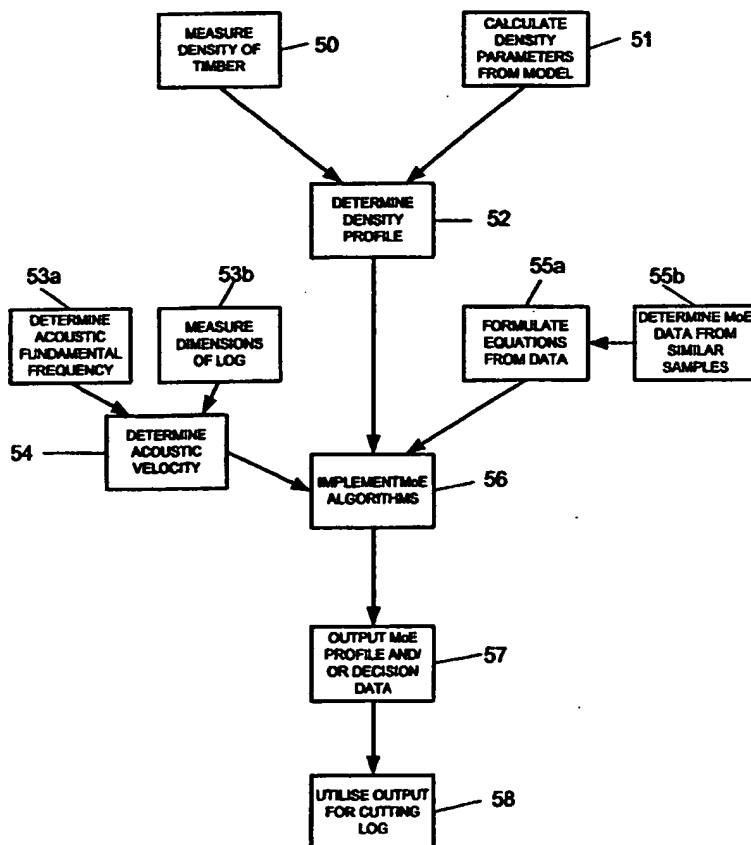 MEASURE
DENSITY OF
TIMBER
50
CALCULATE
DENSITY
PARAMETERS
FROM MODEL
51
DETERMINE
DENSITY
PROFILE
52
53a
DETERMINE
ACOUSTIC
FUNDAMENTAL
FREQUENCY
53b
MEASURE
DIMENSIONS
OF LOG
55a
FORMULATE
EQUATIONS
FROM DATA
55b
DETERMINE MoE
DATA FROM
SIMILAR
SAMPLES
54
DETERMINE
ACOUSTIC
VELOCITY
IMPLEMENT MoE
ALGORITHMS
56
OUTPUT MoE
PROFILE AND/
OR DECISION
DATA
57
UTILISE OUTPUT
FOR CUTTING
LOG
58